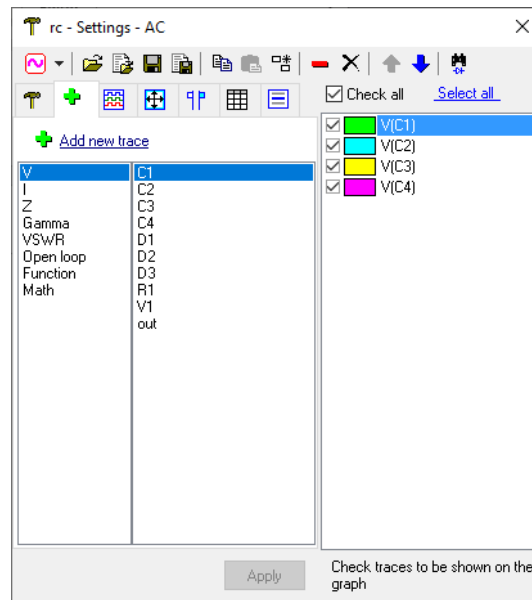 rc - Settings - AC
Check all
Select all
Add new trace
V
I
Z
Gamma
VSWR
Open loop
Function
Math
C1
C2
C3
C4
D1
D2
D3
R1
V1
out
V(C1)
V(C2)
V(C3)
V(C4)
Apply
Check traces to be shown on the
graph